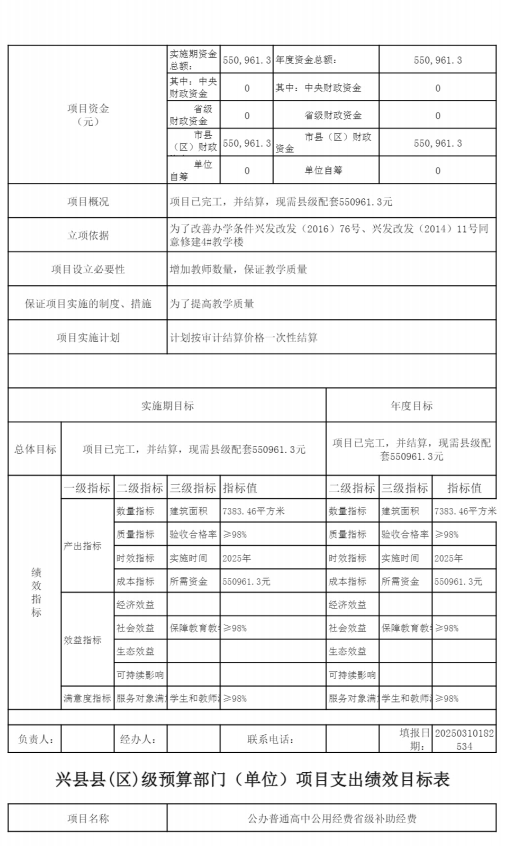 项目资金
（元）
实施期资金
总额：
550,961.3
年度资金总额：
550,961.3
其中：中央
财政资金
0
其中：中央财政资金
0
省级
财政资金
0
省级财政资金
0
市县
（区）财政
550,961.3
市县（区）财政
资金
550,961.3
单位
自筹
0
单位自筹
0
项目概况
项目已完工，并结算，现需县级配套550961.3元
立项依据
为了改善办学条件兴发改发（2016）76号、兴发改发（2014）11号同
意修建4#教学楼
项目设立必要性
增加教师数量，保证教学质量
保证项目实施的制度、措施
为了提高教学质量
项目实施计划
计划按审计结算价格一次性结算
实施期目标
年度目标
总体目标
项目已完工，并结算，现需县级配套550961.3元
项目已完工，并结算，现需县级配
套550961.3元
绩
效
指
标
一级指标 二级指标 三级指标 指标值 二级指标 三级指标 指标值
产出指标
数量指标 建筑面积 7383.46平方米 数量指标 建筑面积 7383.46平方米
质量指标 验收合格率 ≥98% 质量指标 验收合格率 ≥98%
时效指标 实施时间 2025年 时效指标 实施时间 2025年
成本指标 所需资金 550961.3元 成本指标 所需资金 550961.3元
效益指标
经济效益 经济效益
社会效益 保障教育教 ≥98% 社会效益 保障教育教 ≥98%
生态效益 生态效益
可持续影响 可持续影响
满意度指标 服务对象满 学生和教师 ≥98% 服务对象满 学生和教师 ≥98%
负责人： 经办人： 联系电话： 填报日
期：
20250310182
534
兴县县(区)级预算部门（单位）项目支出绩效目标表
项目名称 公办普通高中公用经费省级补助经费